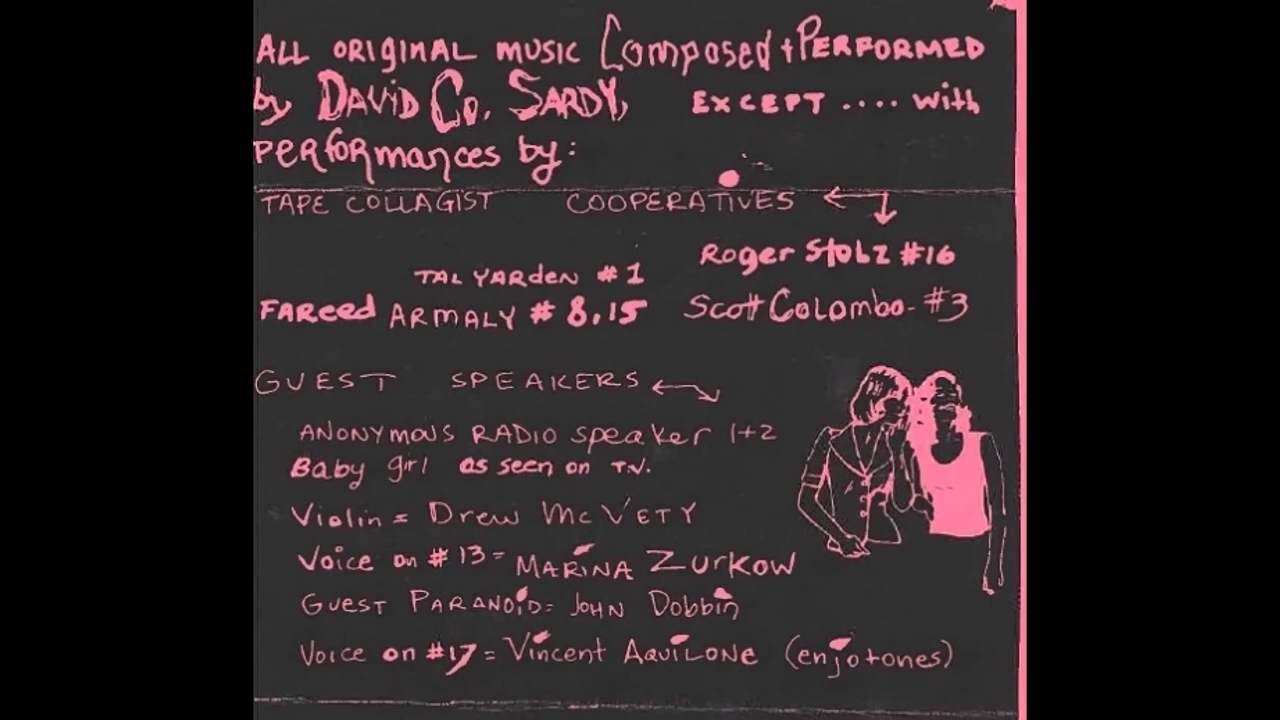 ALL ORIGINAL MUSIC Composed + PERFORMED
by DAVID Co. SARDY, EXCEPT .... with
PERformances by:
TAPE COLLAGIST COOPERATIVES
Roger Stolz #16
TAL YARdEN #1
FAReed ARMALY # 8,15 Scott Colombo - #3
GUEST SPEAKERS
ANONYMOUS RADIO speaker 1+2
Baby girl as seen on T.V.
Violin = Drew McVETY
Voice on #13 = MARINA Zurkow
GUEST PARANOID = JOHN Dobbin
Voice on #17 = Vincent AQUILONE (enjotones)